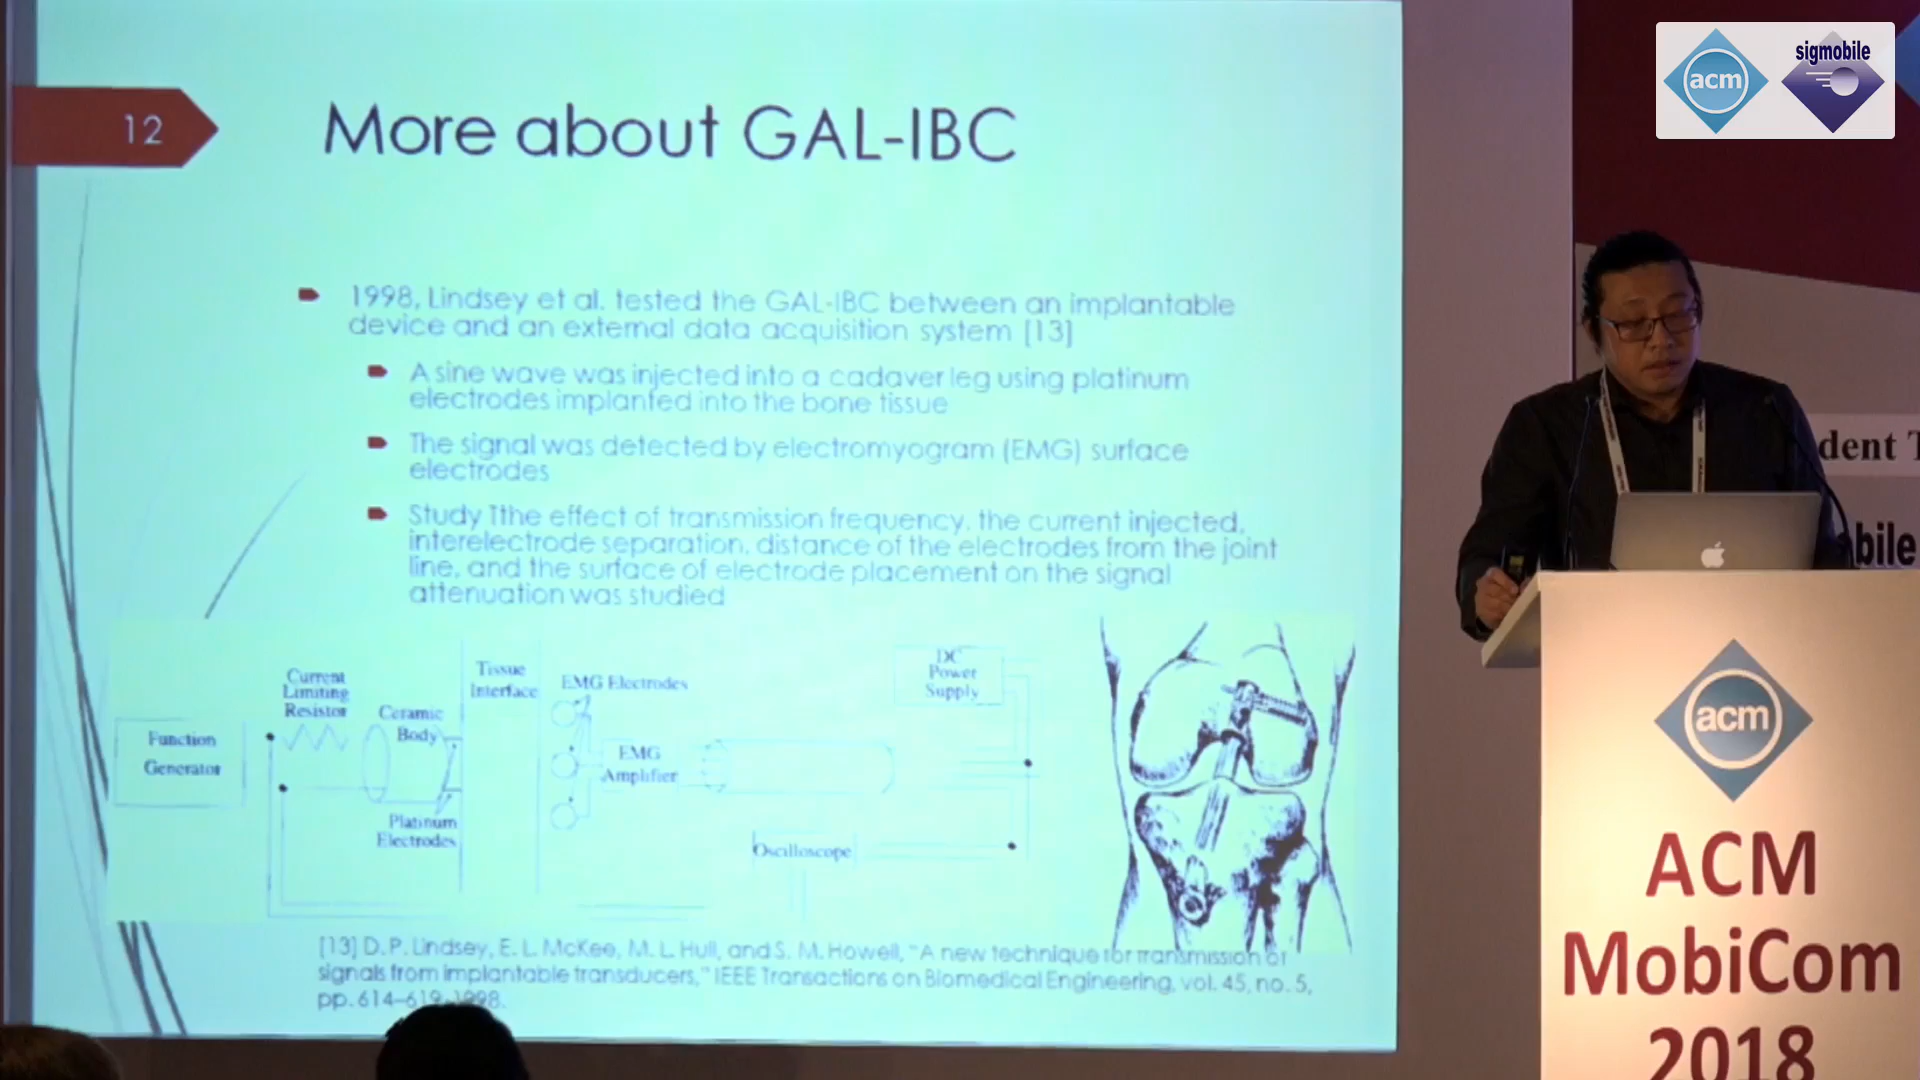 12
More about GAL-IBC
1998, Lindsey et al. tested the GAL-IBC between an implantable
device and an external data acquisition system [13]
A sine wave was injected into a cadaver leg using platinum
electrodes implanted into the bone tissue
The signal was detected by electromyogram (EMG) surface
electrodes
Study Tthe effect of transmission frequency, the current injected,
interelectrode separation, distance of the electrodes from the joint
line, and the surface of electrode placement on the signal
attenuation was studied
Function
Generator
Current
Limiting
Resistor
Ceramic
Body
Platinum
Electrodes
Tissue
Interface
EMG Electrodes
EMG
Amplifier
DC
Power
Supply
Oscilloscope
[13] D. P. Lindsey, E. L. McKee, M. L. Hull, and S. M. Howell, "A new technique for transmission of
signals from implantable transducers," IEEE Transactions on Biomedical Engineering, vol. 45, no. 5,
pp. 614–619, 1998.
acm
sigmobile
dent T
bile
acm
ACM
MobiCom
2018